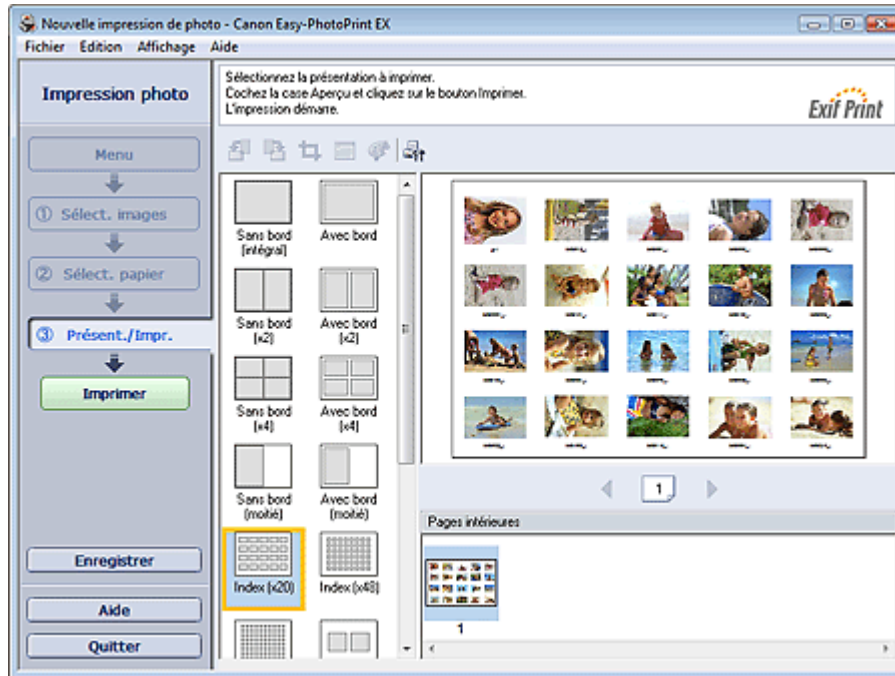 Nouvelle impression de photo - Canon Easy-PhotoPrint EX
Fichier Édition Affichage Aide
Impression photo
Sélectionnez la présentation à imprimer.
Cochez la case Aperçu et cliquez sur le bouton Imprimer.
L'impression démarre.
Exif Print
Menu
① Sélect. images
② Sélect. papier
③ Présent./Impr.
Imprimer
Enregistrer
Aide
Quitter
Sans bord
(intégral)
Avec bord
Sans bord
(x2)
Avec bord
(x2)
Sans bord
(x4)
Avec bord
(x4)
Sans bord
(moitié)
Avec bord
(moitié)
Index (x20)
Index (x48)
1
Pages intérieures
1